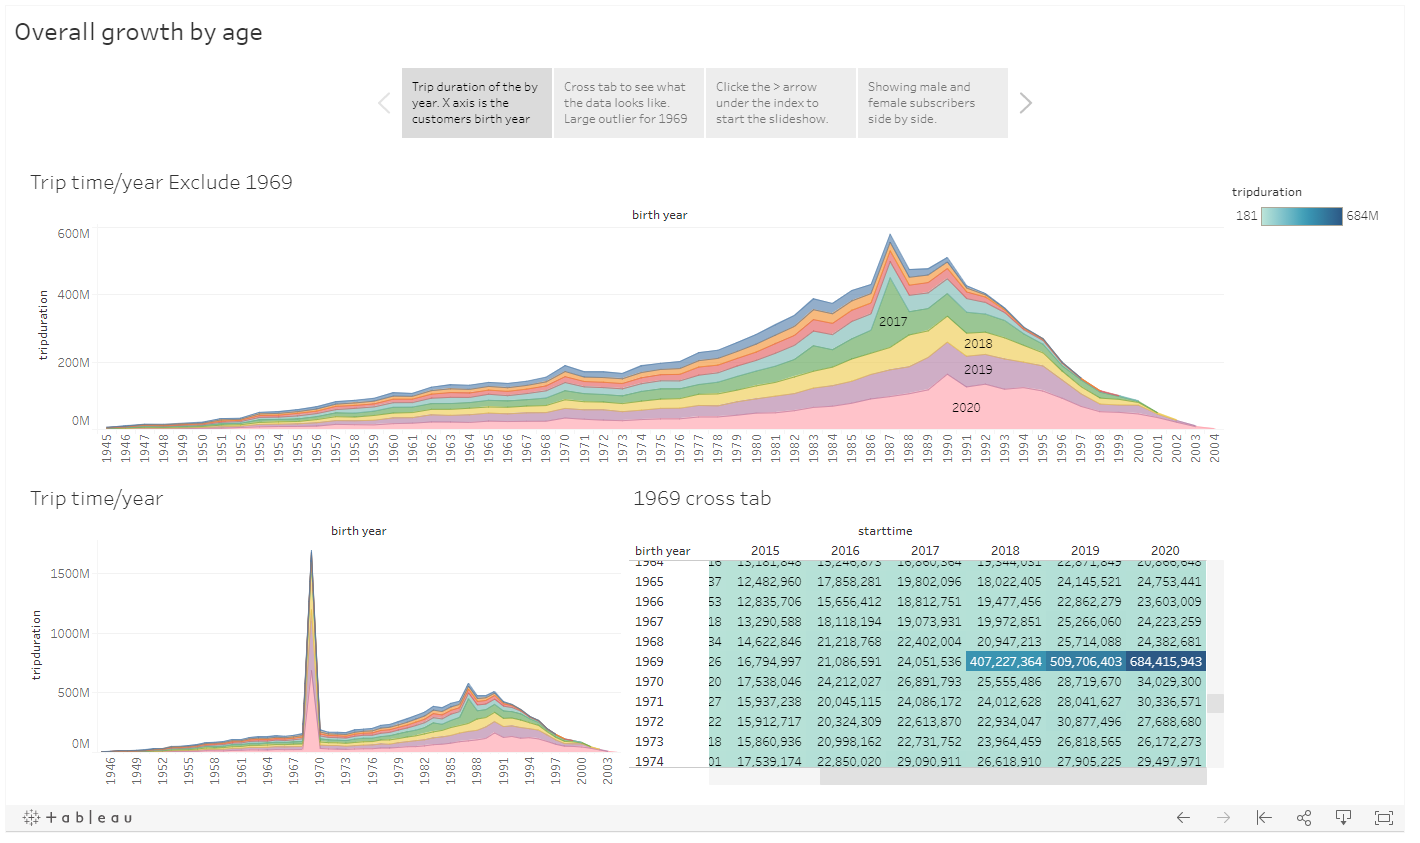 Overall growth by age
Trip duration of the by
year. X axis is the
customers birth year
Cross tab to see what
the data looks like.
Large outlier for 1969
Clicke the > arrow
under the index to
start the slideshow.
Showing male and
female subscribers
side by side.
Trip time/year Exclude 1969
tripduration
181 684M
birth year
600M
400M
200M
0M
tripduration
2017
2018
2019
2020
1945 1946 1947 1948 1949 1950 1951 1952 1953 1954 1955 1956 1957 1958 1959 1960 1961 1962 1963 1964 1965 1966 1967 1968 1970 1971 1972 1973 1974 1975 1976 1977 1978 1979 1980 1981 1982 1983 1984 1985 1986 1987 1988 1989 1990 1991 1992 1993 1994 1995 1996 1997 1998 1999 2000 2001 2002 2003 2004
Trip time/year
birth year
1500M
1000M
500M
0M
tripduration
1946 1949 1952 1955 1958 1961 1964 1967 1970 1973 1976 1979 1982 1985 1988 1991 1994 1997 2000 2003
1969 cross tab
starttime
birth year 2015 2016 2017 2018 2019 2020
1964 16 13,181,848 15,246,873 16,860,364 19,344,031 22,871,849 20,866,648
1965 37 12,482,960 17,858,281 19,802,096 18,022,405 24,145,521 24,753,441
1966 53 12,835,706 15,656,412 18,812,751 19,477,456 22,862,279 23,603,009
1967 18 13,290,588 18,118,194 19,073,931 19,972,851 25,266,060 24,223,259
1968 34 14,622,846 21,218,768 22,402,004 20,947,213 25,714,088 24,382,681
1969 26 16,794,997 21,086,591 24,051,536 407,227,364 509,706,403 684,415,943
1970 20 17,538,046 24,212,027 26,891,793 25,555,486 28,719,670 34,029,300
1971 27 15,937,238 20,045,115 24,086,172 24,012,628 28,041,627 30,336,571
1972 22 15,912,717 20,324,309 22,613,870 22,934,047 30,877,496 27,688,680
1973 18 15,860,936 20,998,162 22,731,752 23,964,459 26,818,565 26,172,273
1974 01 17,539,174 22,850,020 29,090,911 26,618,910 27,905,225 29,497,971
+ableau